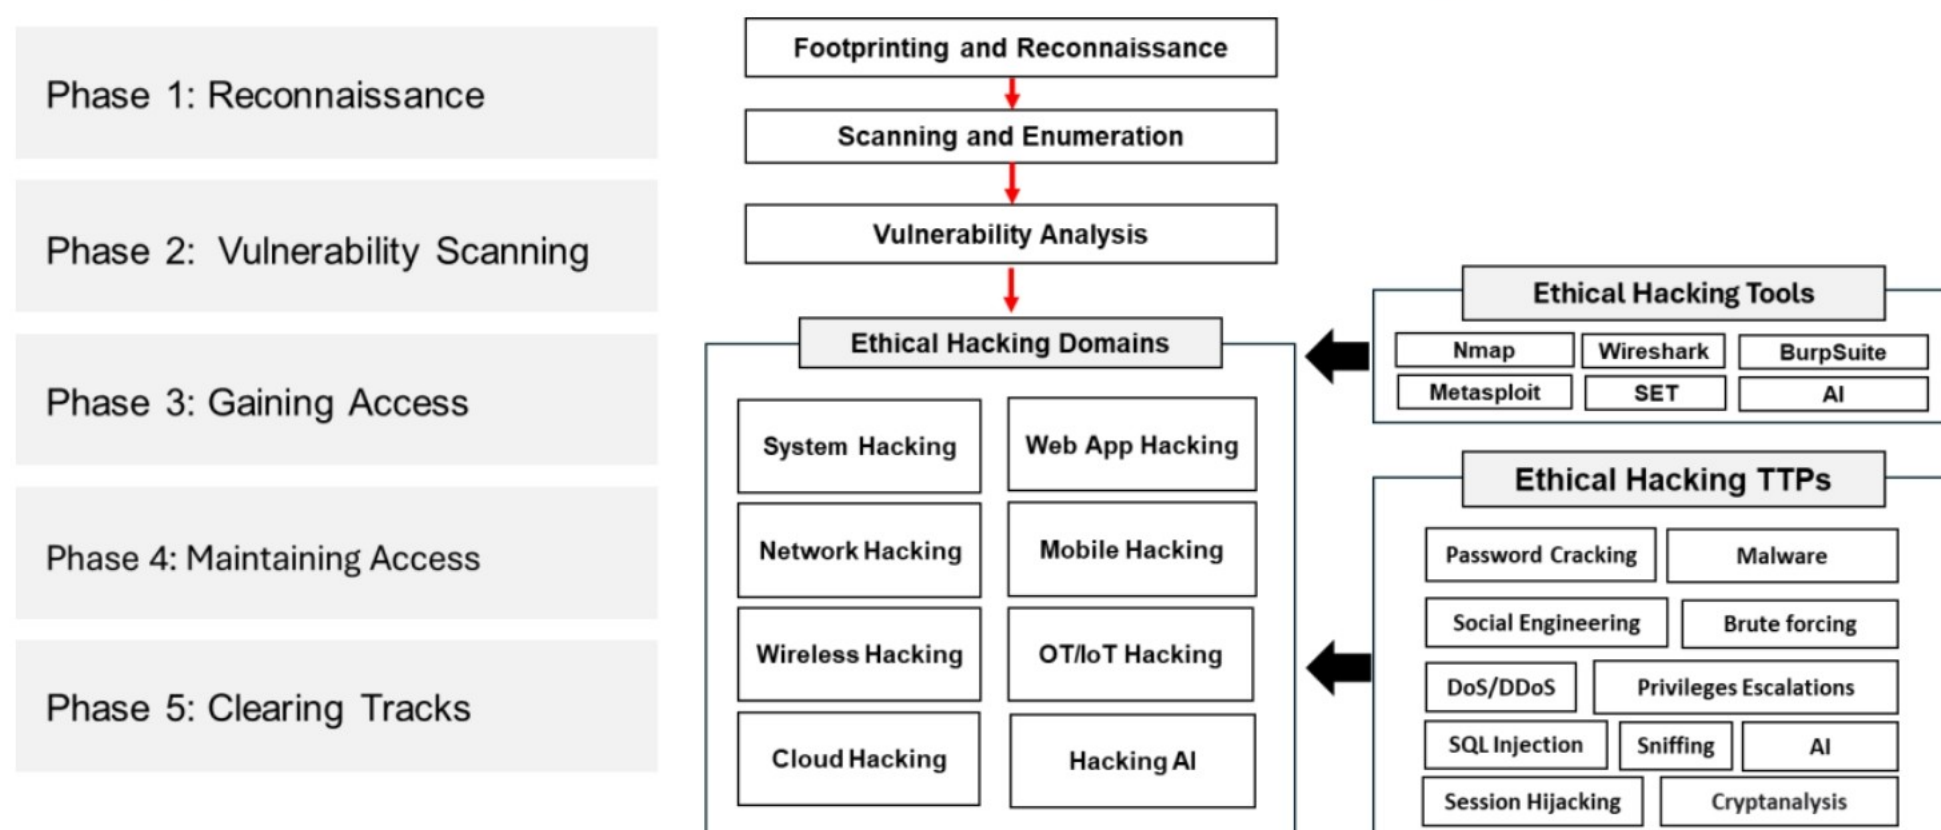 Phase 1: Reconnaissance
Phase 2: Vulnerability Scanning
Phase 3: Gaining Access
Phase 4: Maintaining Access
Phase 5: Clearing Tracks
Footprinting and Reconnaissance
Scanning and Enumeration
Vulnerability Analysis
Ethical Hacking Domains
System Hacking
Web App Hacking
Network Hacking
Mobile Hacking
Wireless Hacking
OT/IoT Hacking
Cloud Hacking
Hacking AI
Ethical Hacking Tools
Nmap
Wireshark
BurpSuite
Metasploit
SET
AI
Ethical Hacking TTPs
Password Cracking
Malware
Social Engineering
Brute forcing
DoS/DDoS
Privileges Escalations
SQL Injection
Sniffing
AI
Session Hijacking
Cryptanalysis